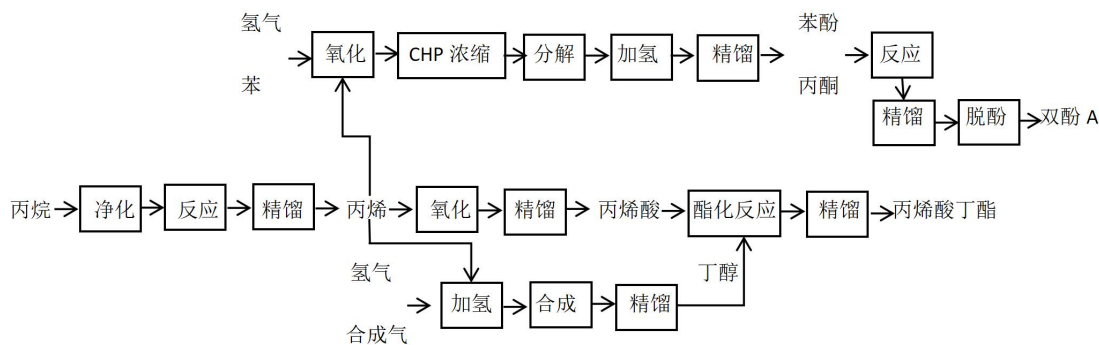 氢气
氧化 CHP 浓缩 分解 加氢 精馏
苯
苯酚
丙酮
反应
精馏 脱酚 双酚 A
丙烷 净化 反应 精馏 丙烯 氧化 精馏 丙烯酸 酯化反应 精馏 丙烯酸丁酯
氢气
合成气
加氢 合成 精馏 丁醇